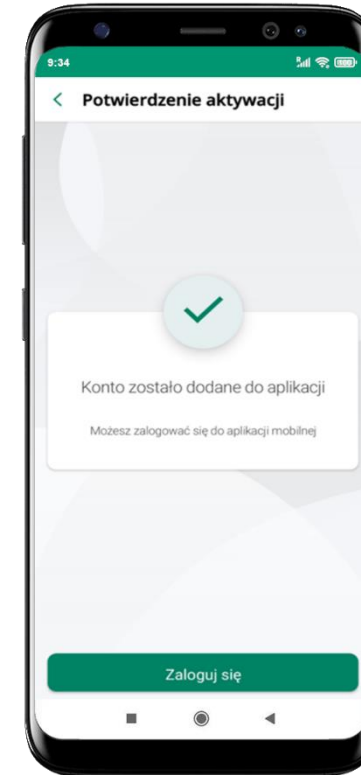 9:34
Potwierdzenie aktywacji
Konto zostało dodane do aplikacji
Możesz zalogować się do aplikacji mobilnej
Zaloguj się